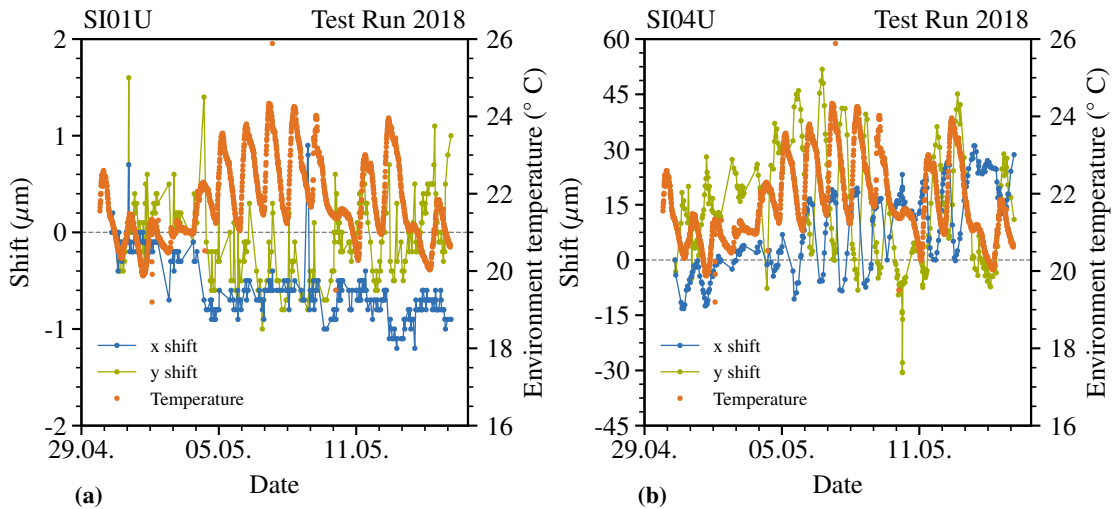 SI01U Test Run 2018
2
1
0
-1
-2
Shift (μm)
26
24
22
20
18
16
Environment temperature (° C)
x shift
y shift
Temperature
29.04. 05.05. 11.05.
Date
(a)
SI04U Test Run 2018
60
45
30
15
0
-15
-30
-45
Shift (μm)
26
24
22
20
18
16
Environment temperature (° C)
x shift
y shift
Temperature
29.04. 05.05. 11.05.
Date
(b)